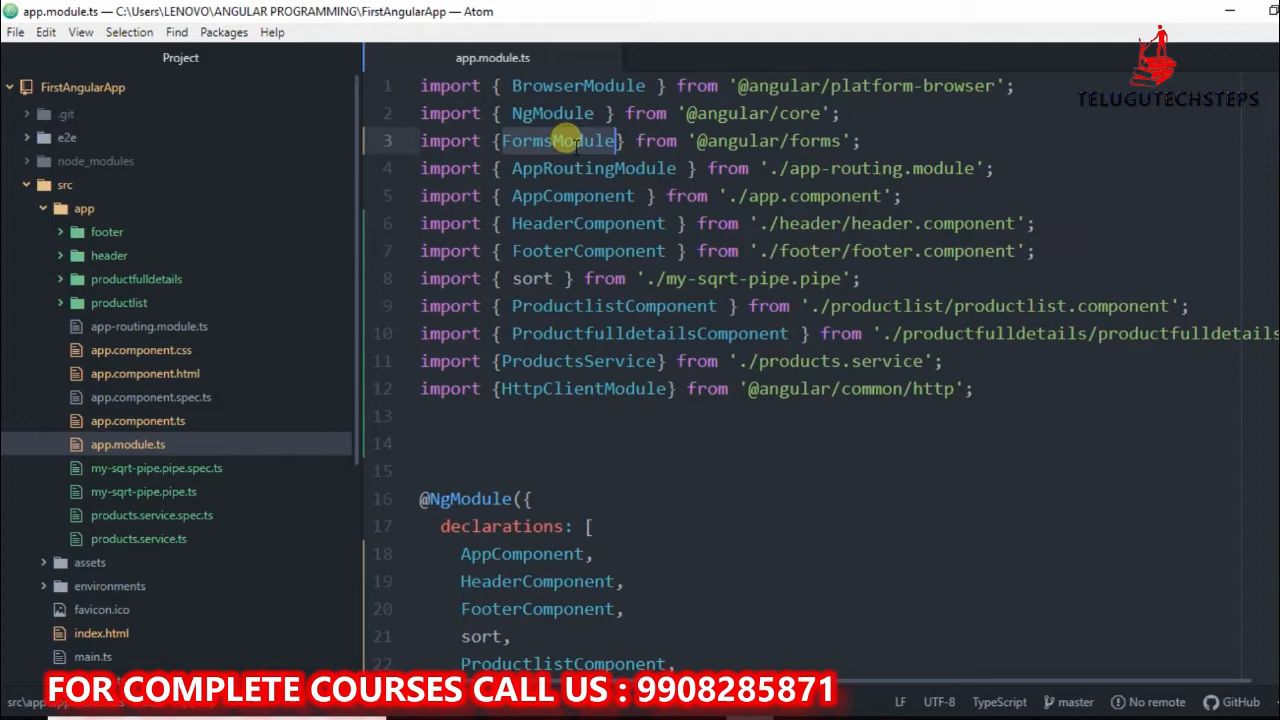 app.module.ts — C:\Users\LENOVO\ANGULAR PROGRAMMING\FirstAngularApp — Atom
File Edit View Selection Find Packages Help
Project
FirstAngularApp
.git
e2e
node_modules
src
app
footer
header
productfulldetails
productlist
app-routing.module.ts
app.component.css
app.component.html
app.component.spec.ts
app.component.ts
app.module.ts
my-sqrt-pipe.pipe.spec.ts
my-sqrt-pipe.pipe.ts
products.service.spec.ts
products.service.ts
assets
environments
favicon.ico
index.html
main.ts
app.module.ts
TELUGUTECHSTEPS
1 import { BrowserModule } from '@angular/platform-browser';
2 import { NgModule } from '@angular/core';
3 import {FormsModule} from '@angular/forms';
4 import { AppRoutingModule } from './app-routing.module';
5 import { AppComponent } from './app.component';
6 import { HeaderComponent } from './header/header.component';
7 import { FooterComponent } from './footer/footer.component';
8 import { sort } from './my-sqrt-pipe.pipe';
9 import { ProductlistComponent } from './productlist/productlist.component';
10 import { ProductfulldetailsComponent } from './productfulldetails/productfulldetails
11 import {ProductsService} from './products.service';
12 import {HttpClientModule} from '@angular/common/http';
13
14
15
16 @NgModule({
17 declarations: [
18 AppComponent,
19 HeaderComponent,
20 FooterComponent,
21 sort,
22 ProductlistComponent,
FOR COMPLETE COURSES CALL US : 9908285871
LF UTF-8 TypeScript master No remote GitHub